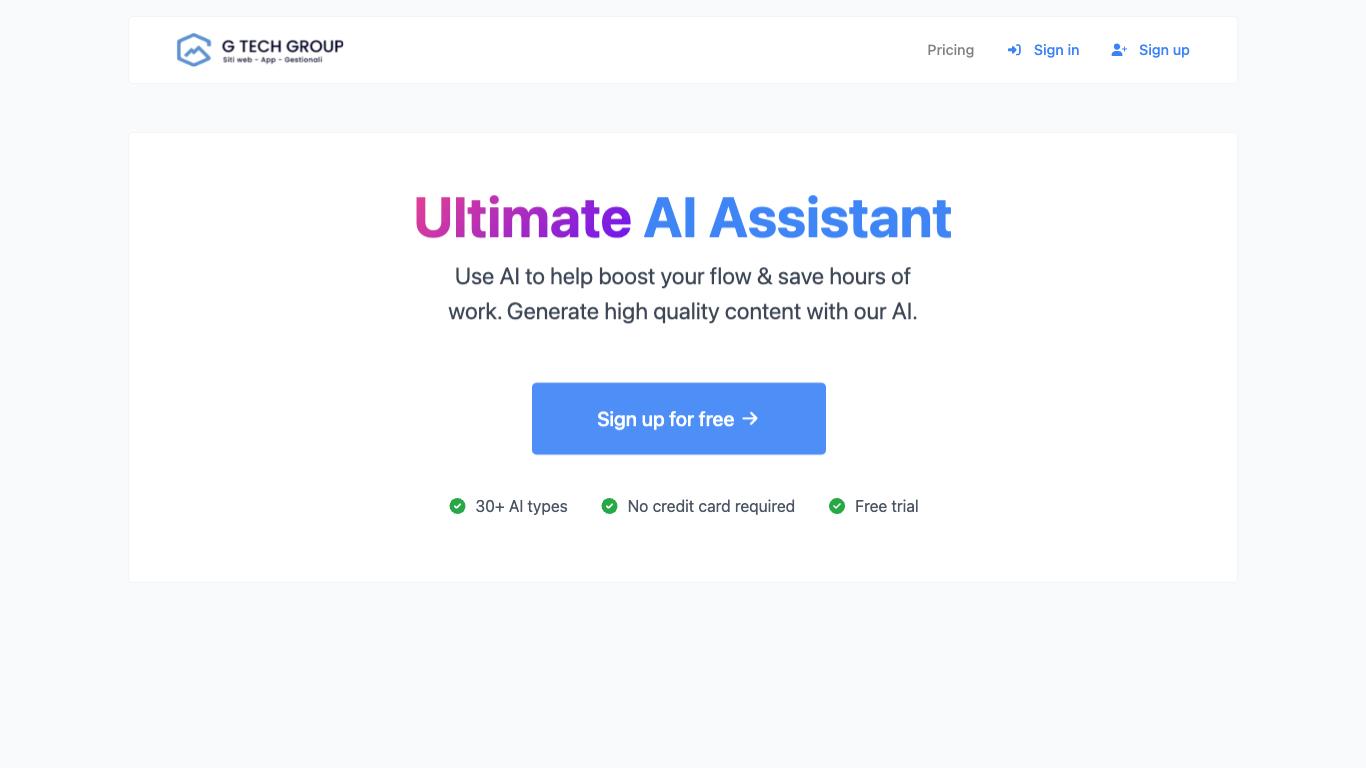 G TECH GROUP
Siti web - App - Gestionali
Pricing
Sign in
Sign up
Ultimate AI Assistant
Use AI to help boost your flow & save hours of
work. Generate high quality content with our AI.
Sign up for free →
30+ AI types
No credit card required
Free trial